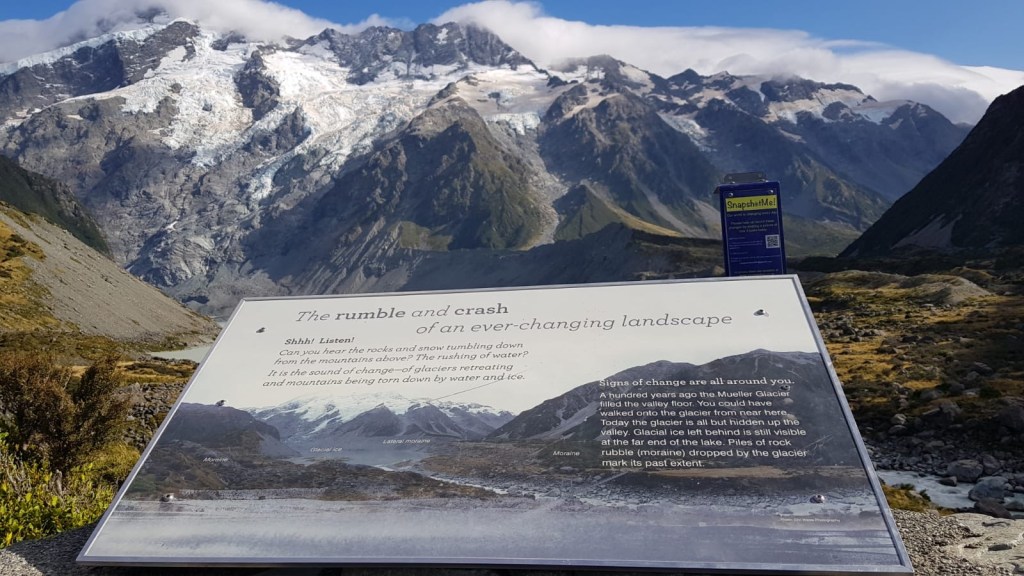 SnapshotMe!
The rumble and crash
of an ever-changing landscape
Shhh! Listen!
Can you hear the rocks and snow tumbling down
from the mountains above? The rushing of water?
It is the sound of change—of glaciers retreating
and mountains being torn down by water and ice.
Signs of change are all around you.
A hundred years ago the Mueller Glacier
filled the valley floor. You could have
walked onto the glacier from near here.
Today the glacier is all but hidden up the
valley. Glacial ice left behind is still visible
at the far end of the lake. Piles of rock
rubble (moraine) dropped by the glacier
mark its past extent.
Lateral moraine
Glacial ice
Moraine
Moraine